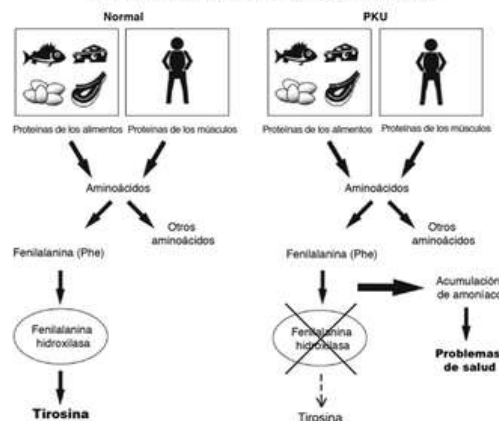 Normal
Proteínas de los alimentos
Proteínas de los músculos
Aminoácidos
Fenilalanina (Phe)
Otros
aminoácidos
Fenilalanina
hidroxilasa
Tirosina
PKU
Proteínas de los alimentos
Proteínas de los músculos
Aminoácidos
Fenilalanina (Phe)
Otros
aminoácidos
Acumulación
de amoniaco
Fenilalanina
hidroxilasa
Problemas
de salud
Tirosina